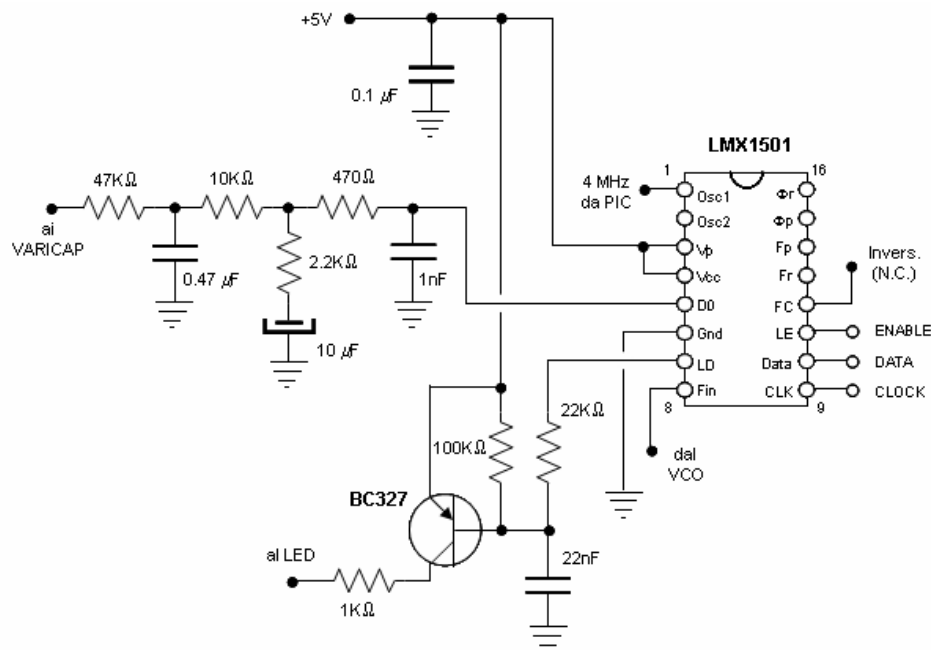 +5V
0.1 µF
LMX1501
1
16
47KΩ
10KΩ
470Ω
4 MHz
da PIC
Osc1
Φr
Osc2
Φp
ai
VARICAP
Vp
Fp
Invers.
(N.C.)
0.47 µF
2.2KΩ
1nF
Vcc
Fr
D0
FC
10 µF
Gnd
LE
ENABLE
LD
Data
DATA
Fin
CLK
CLOCK
8
9
100KΩ
22KΩ
dal
VCO
BC327
al LED
22nF
1KΩ